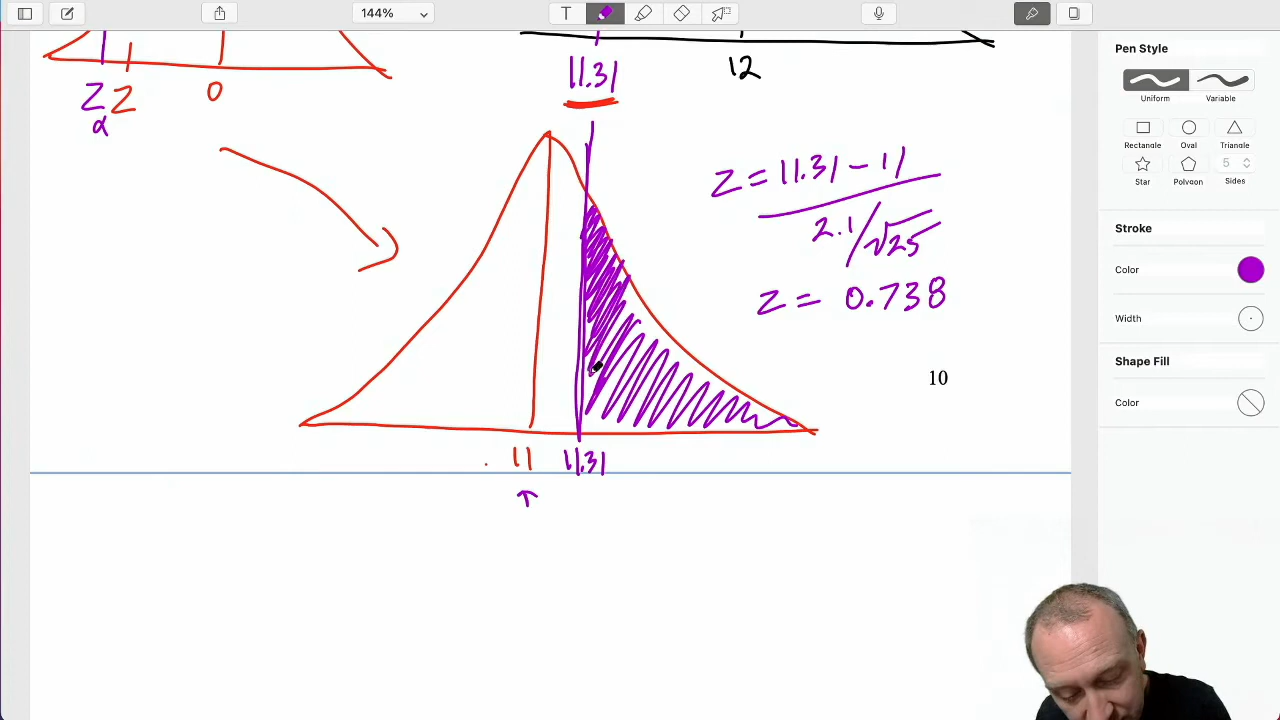 144%
T
Z Z 0
α
11.31 12
Z = 11.31 - 11
2.1/√25
Z = 0.738
10
11 11.31
↑
Pen Style
Uniform Variable
Rectangle Oval Triangle
5
Star Polygon Sides
Stroke
Color
Width
Shape Fill
Color